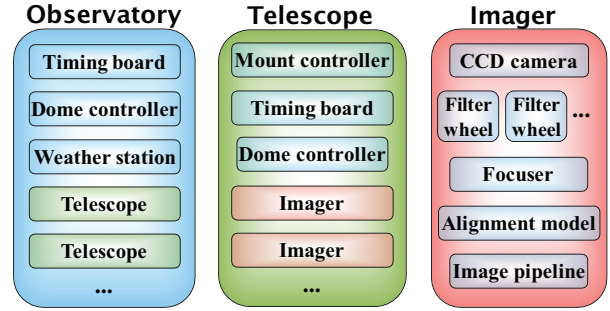 Observatory
Timing board
Dome controller
Weather station
Telescope
Telescope
...
Telescope
Mount controller
Timing board
Dome controller
Imager
Imager
...
Imager
CCD camera
Filter
wheel
Filter
wheel
...
Focuser
Alignment model
Image pipeline